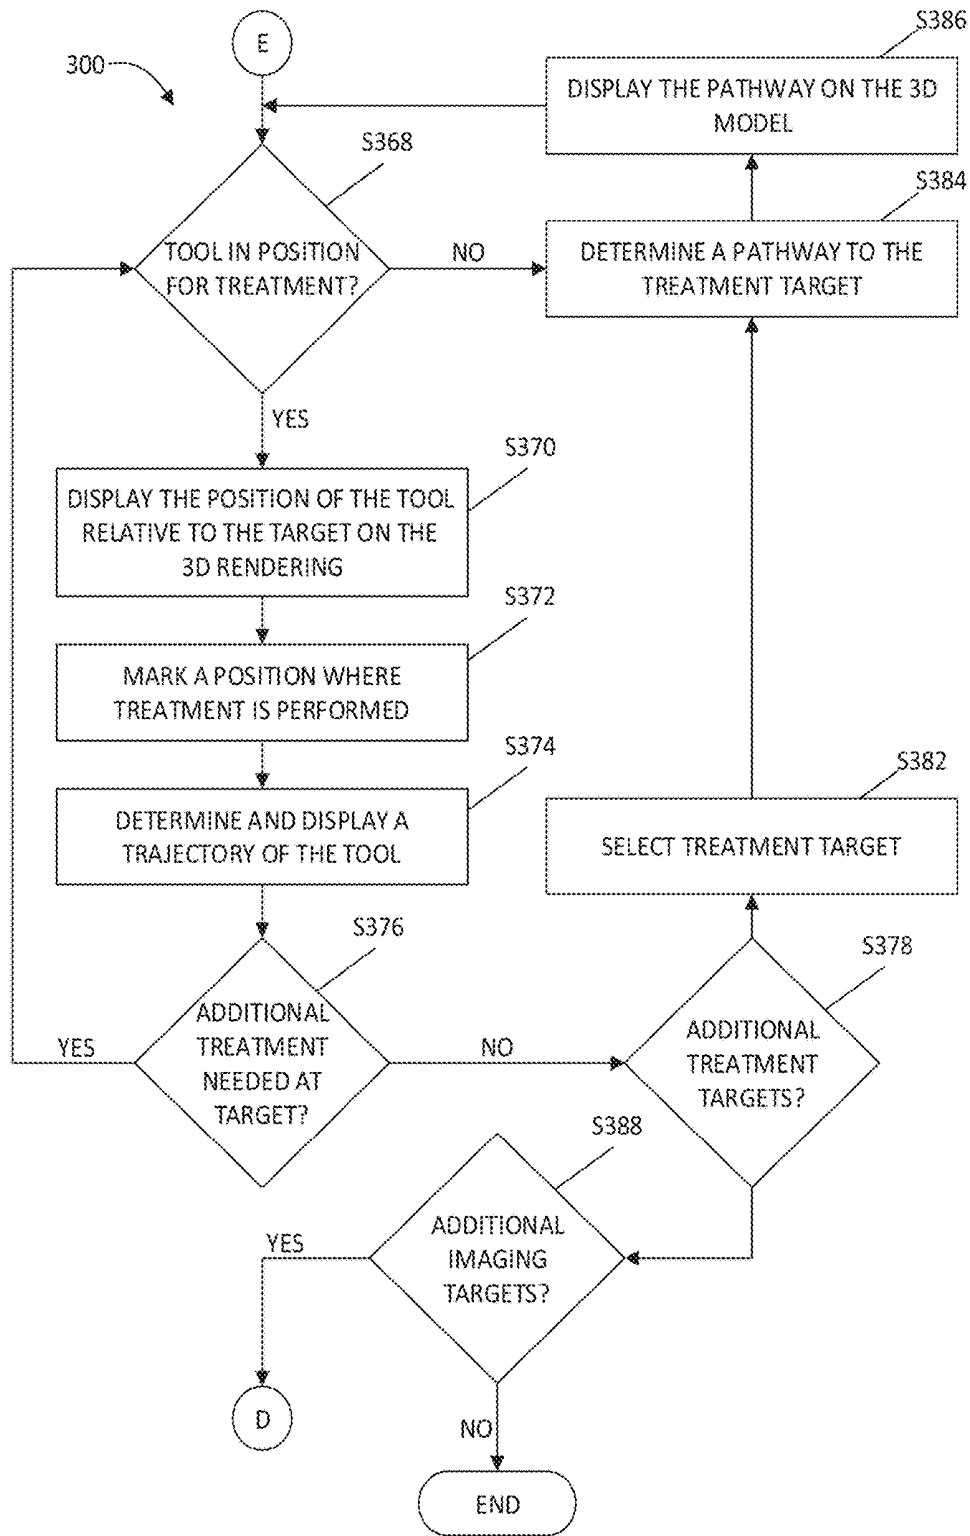 E
300
S386
DISPLAY THE PATHWAY ON THE 3D
MODEL
S368
S384
TOOL IN POSITION
FOR TREATMENT?
NO
DETERMINE A PATHWAY TO THE
TREATMENT TARGET
YES
S370
DISPLAY THE POSITION OF THE TOOL
RELATIVE TO THE TARGET ON THE
3D RENDERING
S372
MARK A POSITION WHERE
TREATMENT IS PERFORMED
S374
DETERMINE AND DISPLAY A
TRAJECTORY OF THE TOOL
S382
SELECT TREATMENT TARGET
S376
ADDITIONAL
TREATMENT
NEEDED AT
TARGET?
YES
NO
S378
ADDITIONAL
TREATMENT
TARGETS?
S388
ADDITIONAL
IMAGING
TARGETS?
YES
D
NO
END